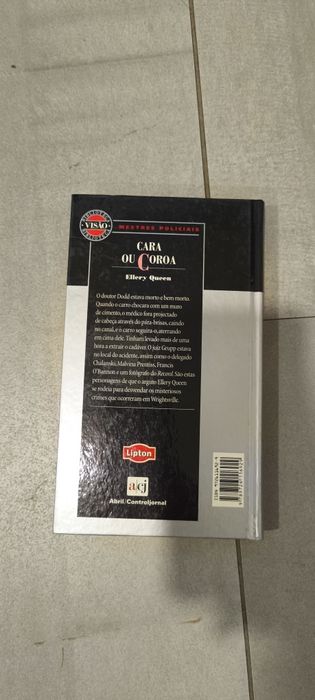 BIBLIOTECA
VISÃO
MESTRES POLICIAIS
CARA
OU COROA
Ellery Queen
O doutor Dodd estava morto e bem morto.
Quando o carro chocara com um muro
de cimento, o médico fora projectado
de cabeça através do pára-brisas, caindo
no canal, e o carro seguira-o, aterrando
em cima dele. Tinham levado mais de uma
hora a extrair o cadáver. O juiz Grupp estava
no local do acidente, assim como o delegado
Chalanski, Malvina Prentiss, Francis
O'Bannon e um fotógrafo do Record. São estas
personagens de que o arguto Ellery Queen
se rodeia para desvendar os misteriosos
crimes que ocorreram em Wrightsville.
Lipton
acj
Abril/Controljornal